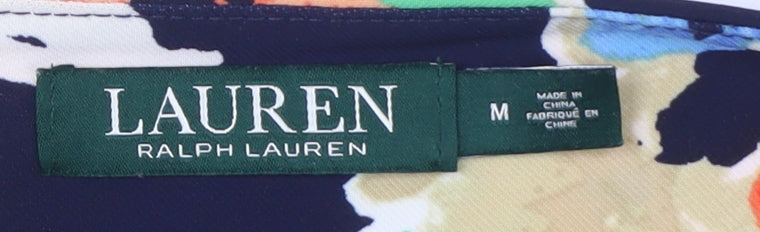 LAUREN
RALPH LAUREN
M
MADE IN
CHINA
FABRIQUÉ EN
CHINE